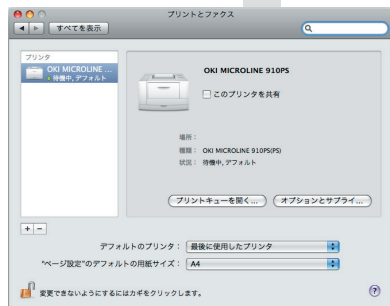 プリントとファクス
すべてを表示
プリンタ
OKI MICROLINE ...
待機中, デフォルト
OKI MICROLINE 910PS
このプリンタを共有
場所：
種類： OKI MICROLINE 910PS(PS)
状況： 待機中, デフォルト
プリントキューを開く... オプションとサプライ...
+ −
デフォルトのプリンタ： 最後に使用したプリンタ
"ページ設定"のデフォルトの用紙サイズ： A4
変更できないようにするにはカギをクリックします。
?